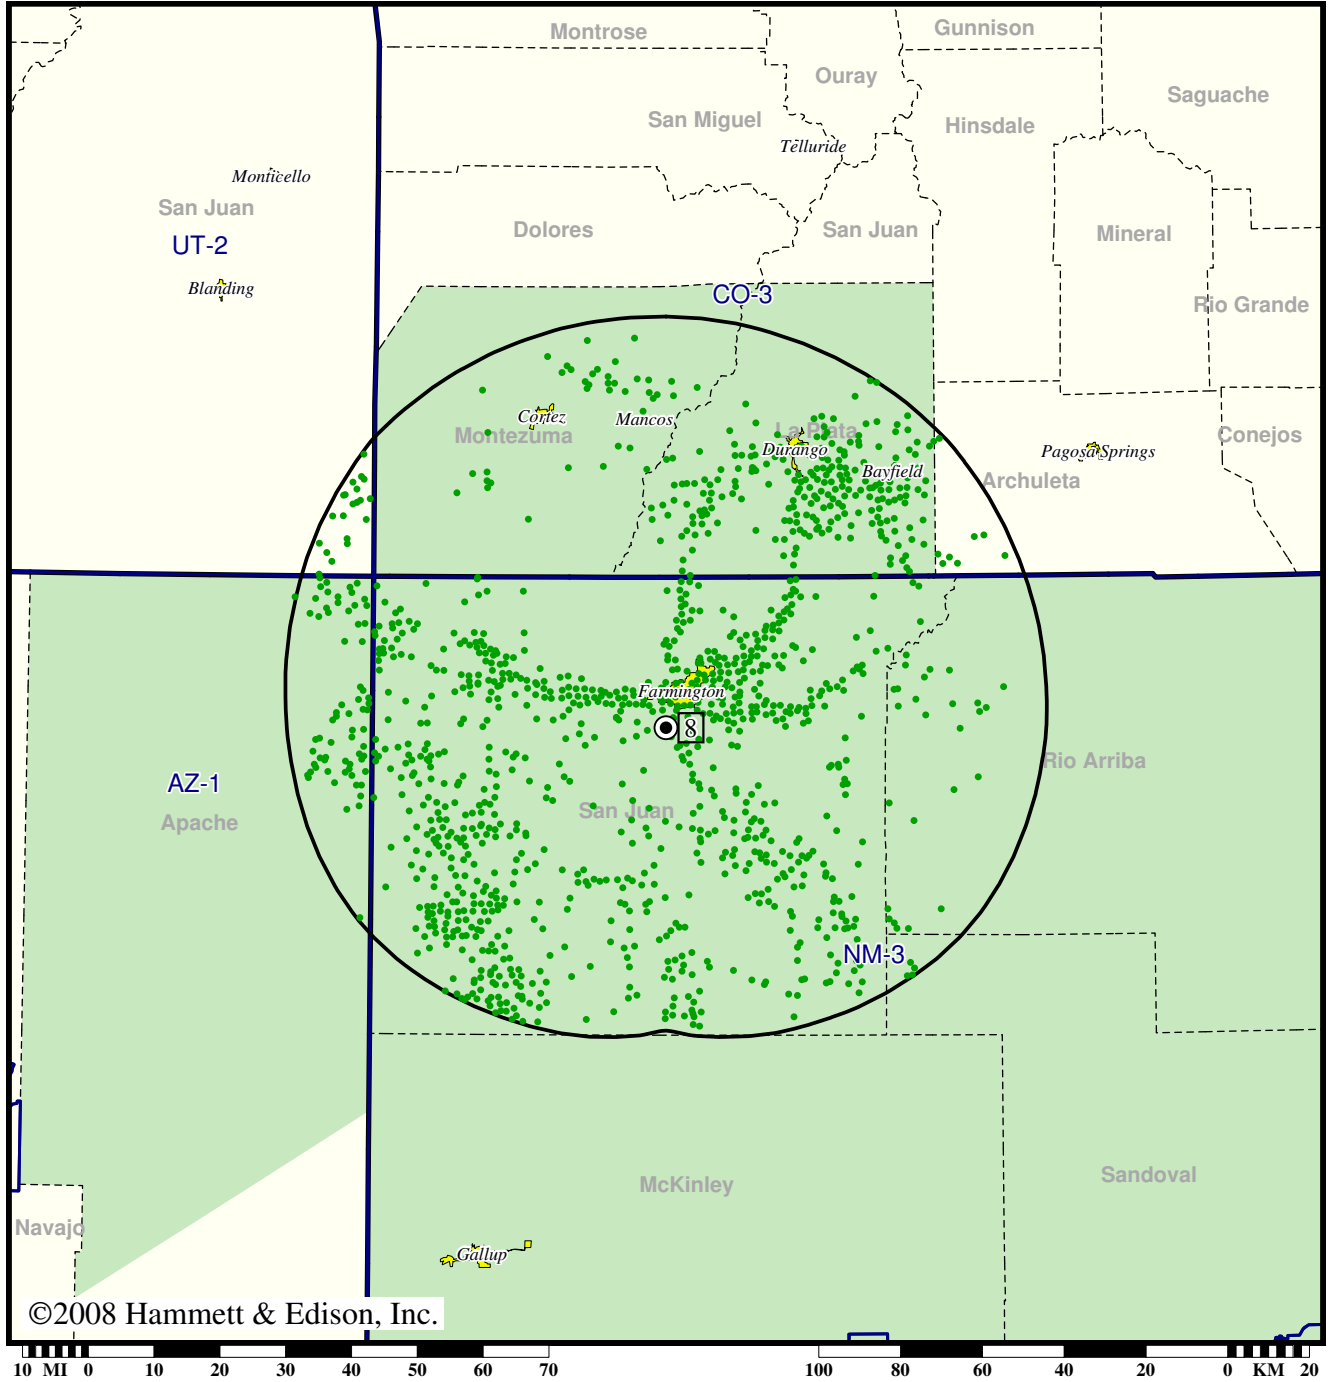 Montrose
Gunnison
Ouray
Saguache
San Miguel
Hinsdale
Telluride
Monticello
San Juan
Dolores
San Juan
Mineral
UT-2
Blanding
CO-3
Rio Grande
Cortez
Mancos
La Plata
Montezuma
Durango
Pagosa Springs
Conejos
Bayfield
Archuleta
Farmington
8
Rio Arriba
AZ-1
San Juan
Apache
NM-3
McKinley
Sandoval
Navajo
Gallup
©2008 Hammett & Edison, Inc.
10 MI 0 10 20 30 40 50 60 70 100 80 60 40 20 0 KM 20